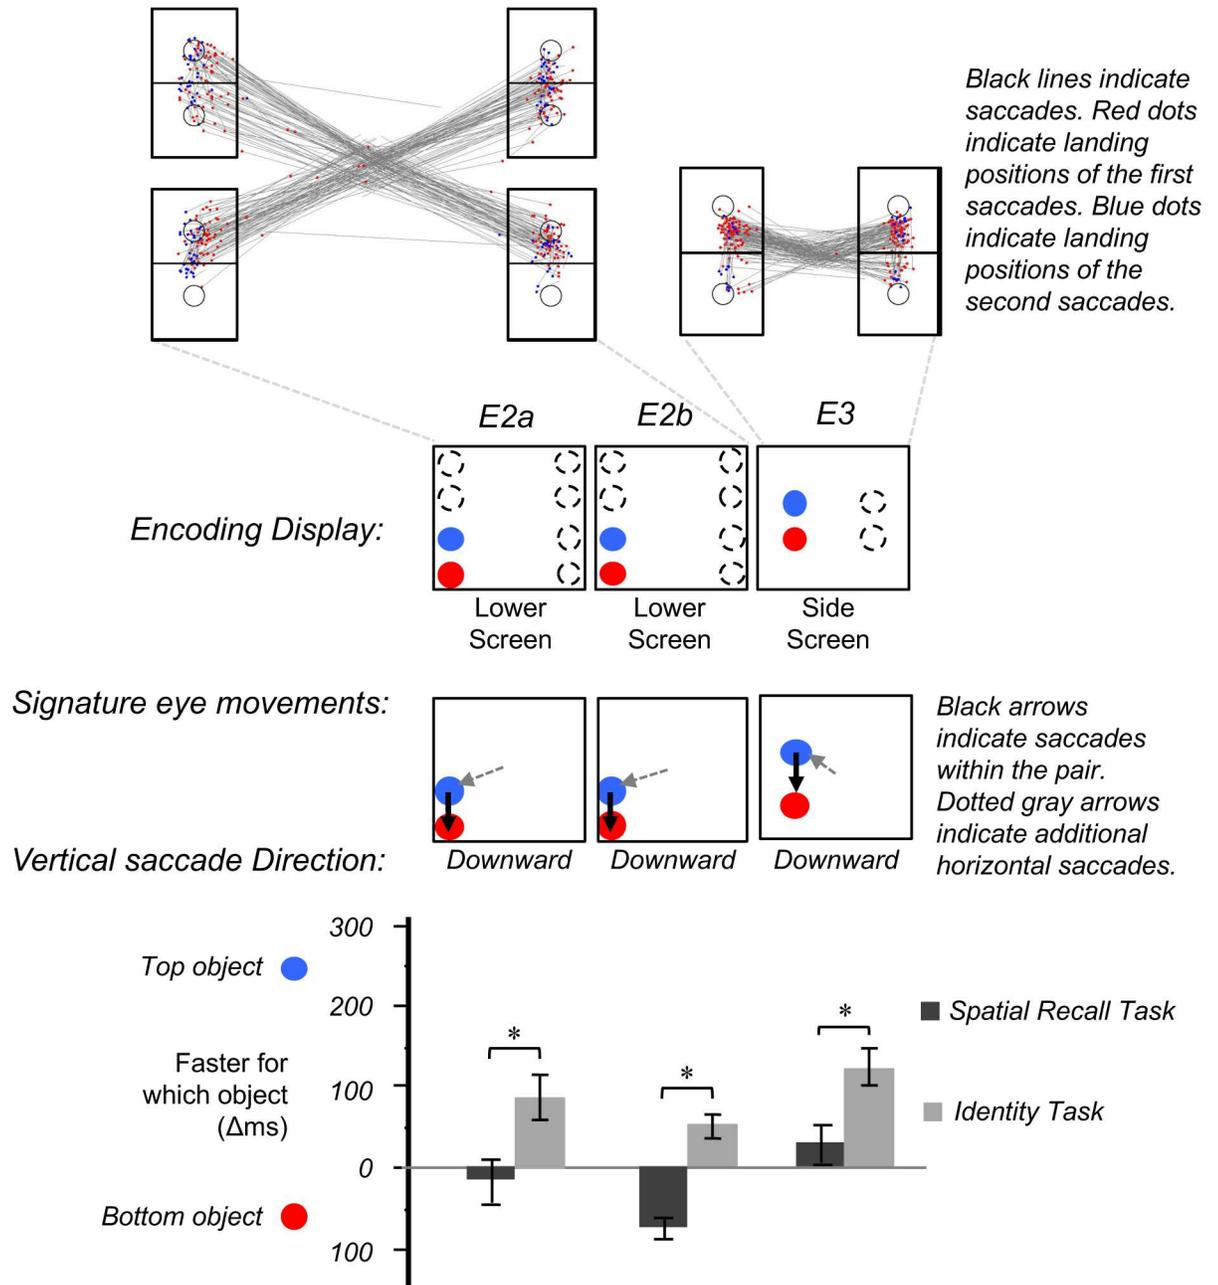 Black lines indicate
saccades. Red dots
indicate landing
positions of the first
saccades. Blue dots
indicate landing
positions of the
second saccades.
E2a E2b E3
Encoding Display:
Lower Screen
Lower Screen
Side Screen
Signature eye movements:
Black arrows
indicate saccades
within the pair.
Dotted gray arrows
indicate additional
horizontal saccades.
Vertical saccade Direction:
Downward Downward Downward
300
Top object
200
Spatial Recall Task
*
*
*
Faster for
which object
(Δms)
100
Identity Task
0
Bottom object
100